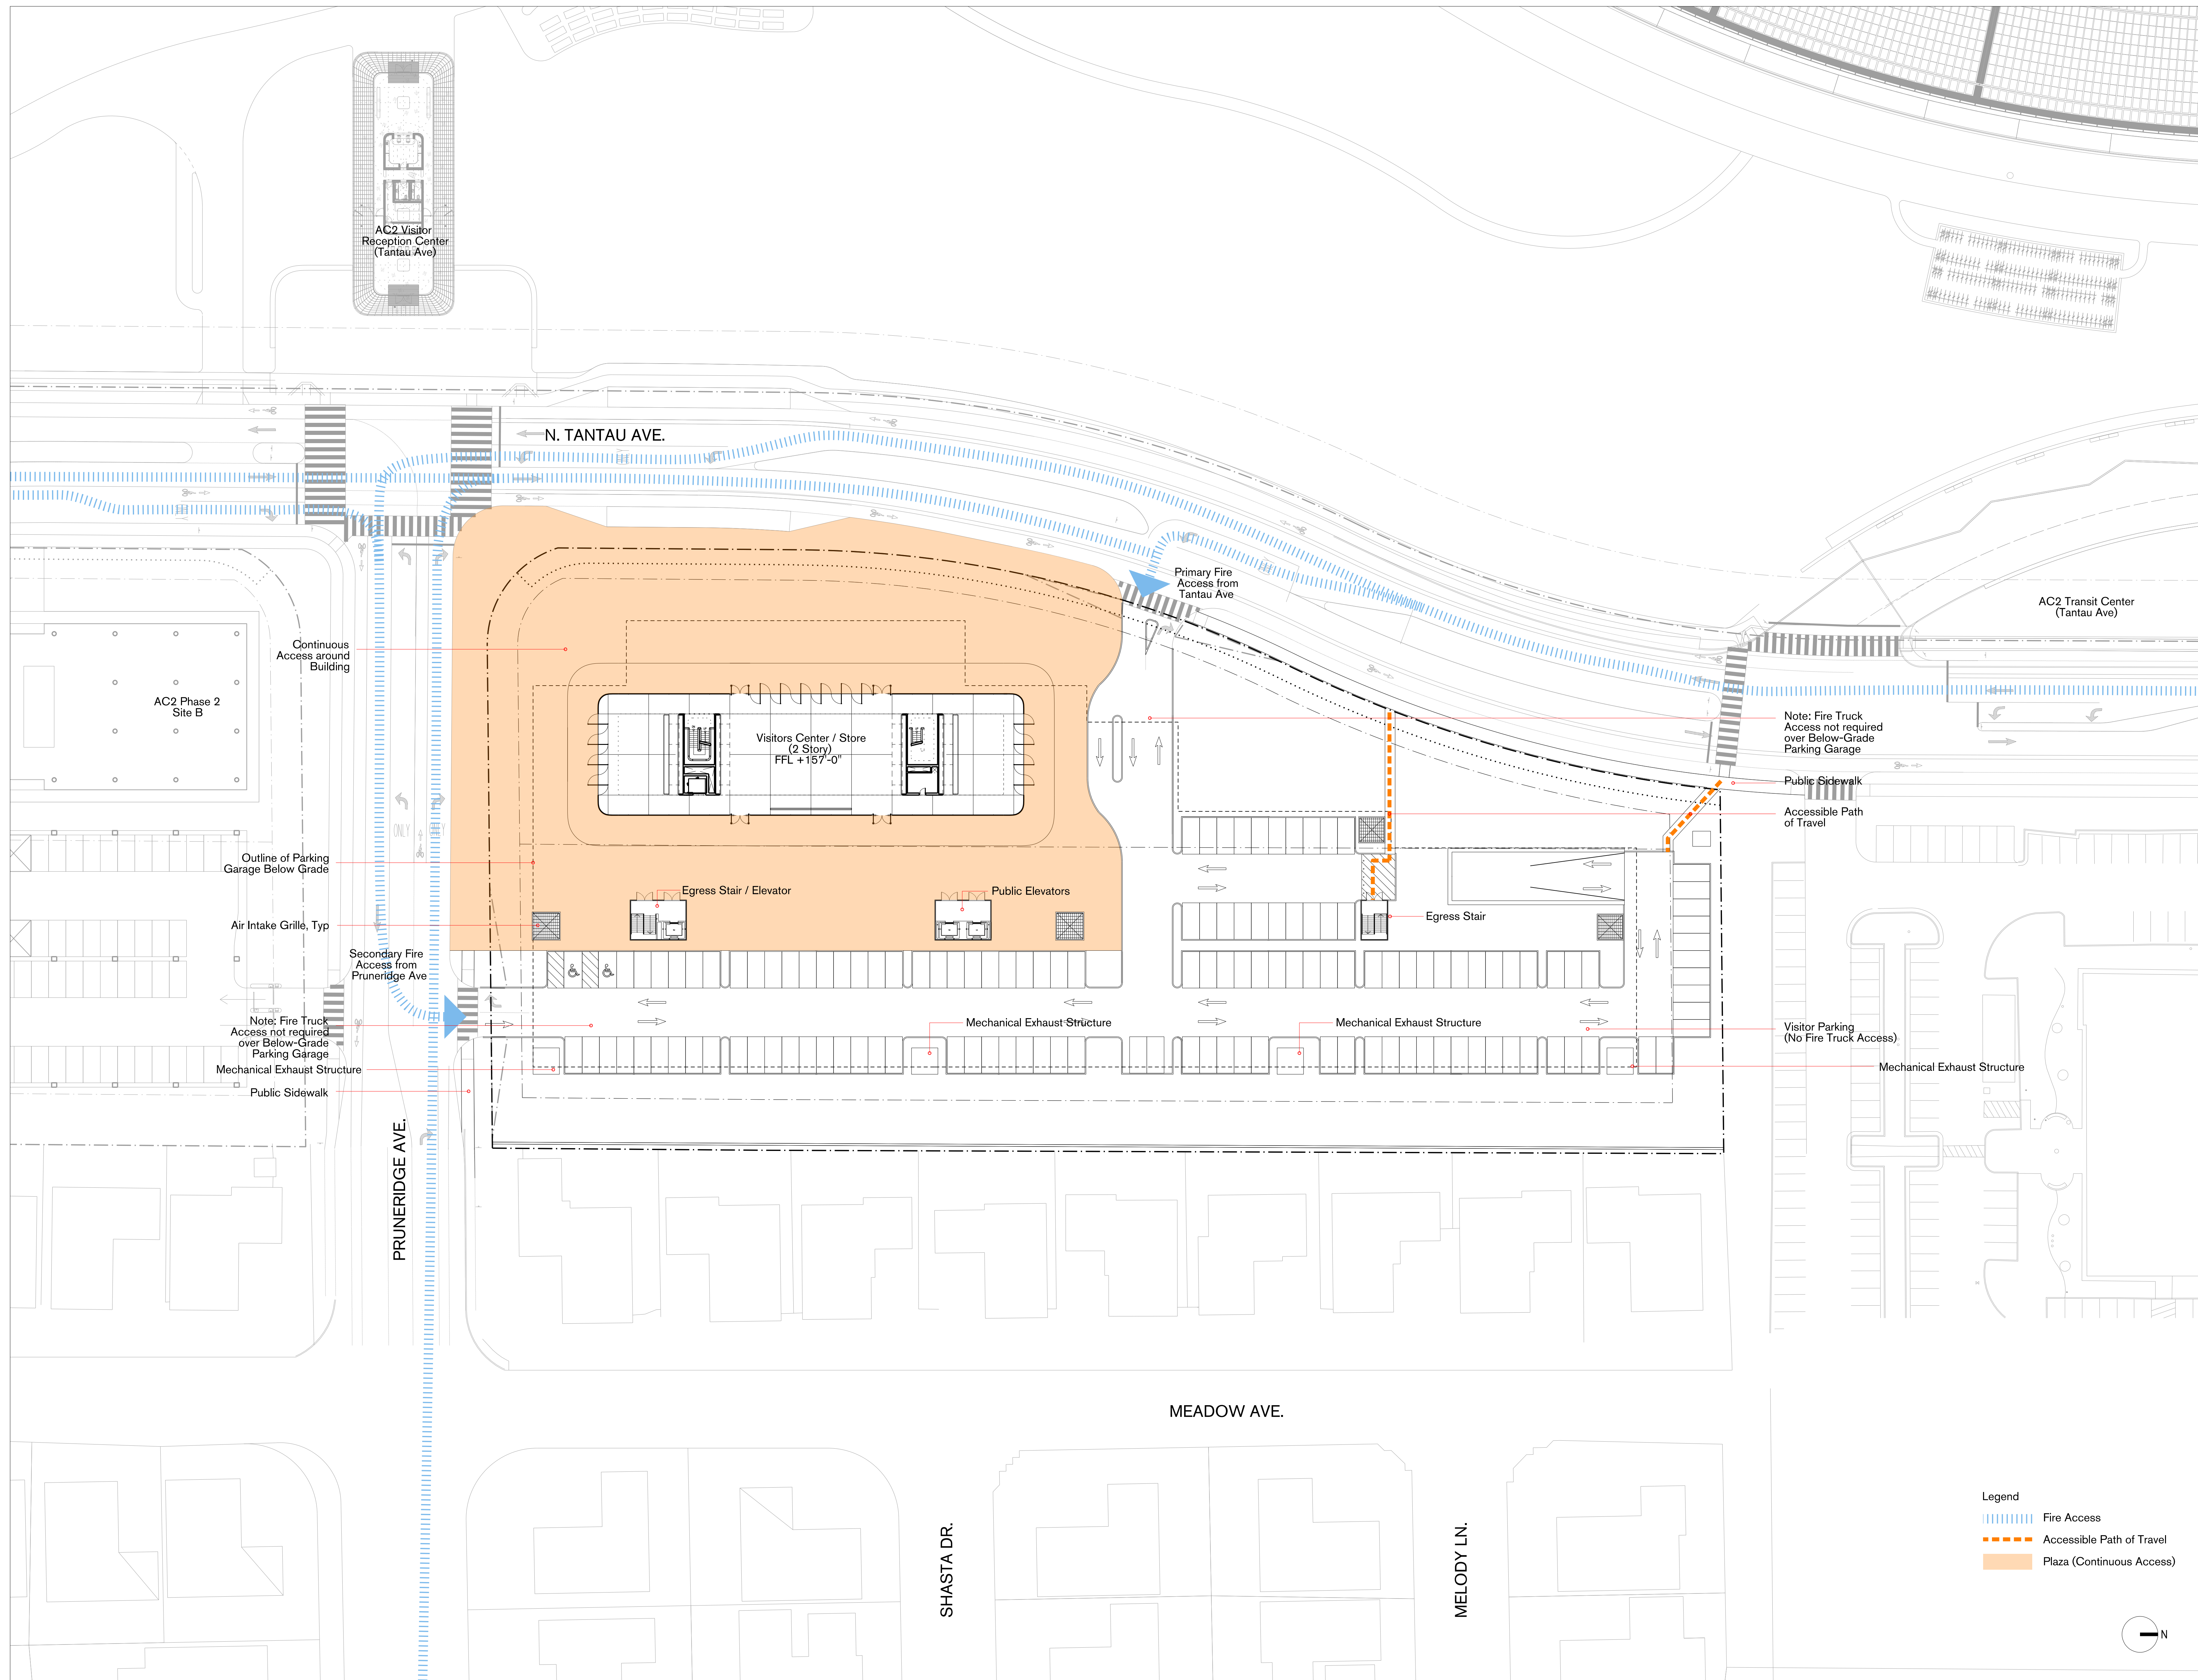 AC2 Visitor
Reception Center
(Tantau Ave)
N. TANTAU AVE.
Primary Fire
Access from
Tantau Ave
AC2 Transit Center
(Tantau Ave)
Continuous
Access around
Building
AC2 Phase 2
Site B
Visitors Center / Store
(2 Story)
FFL +157'-0"
Note: Fire Truck
Access not required
over Below-Grade
Parking Garage
Public Sidewalk
Accessible Path
of Travel
ONLY
ONLY
Outline of Parking
Garage Below Grade
Egress Stair / Elevator
Public Elevators
Egress Stair
Air Intake Grille, Typ
Secondary Fire
Access from
Pruneridge Ave
Note: Fire Truck
Access not required
over Below-Grade
Parking Garage
Mechanical Exhaust Structure
Mechanical Exhaust Structure
Visitor Parking
(No Fire Truck Access)
Mechanical Exhaust Structure
Mechanical Exhaust Structure
Public Sidewalk
PRUNERIDGE AVE.
MEADOW AVE.
SHASTA DR.
MELODY LN.
Legend
Fire Access
Accessible Path of Travel
Plaza (Continuous Access)
N